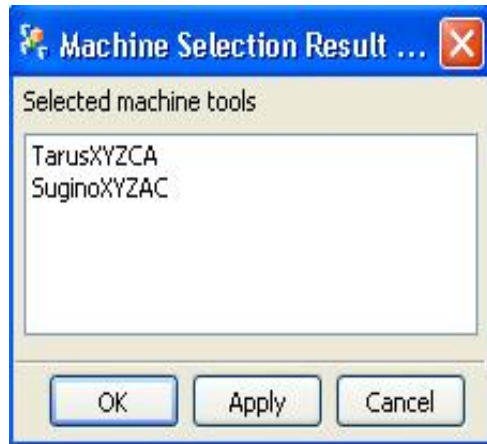 Machine Selection Result ...
Selected machine tools
TarusXYZCA
SuginoXYZAC
OK Apply Cancel